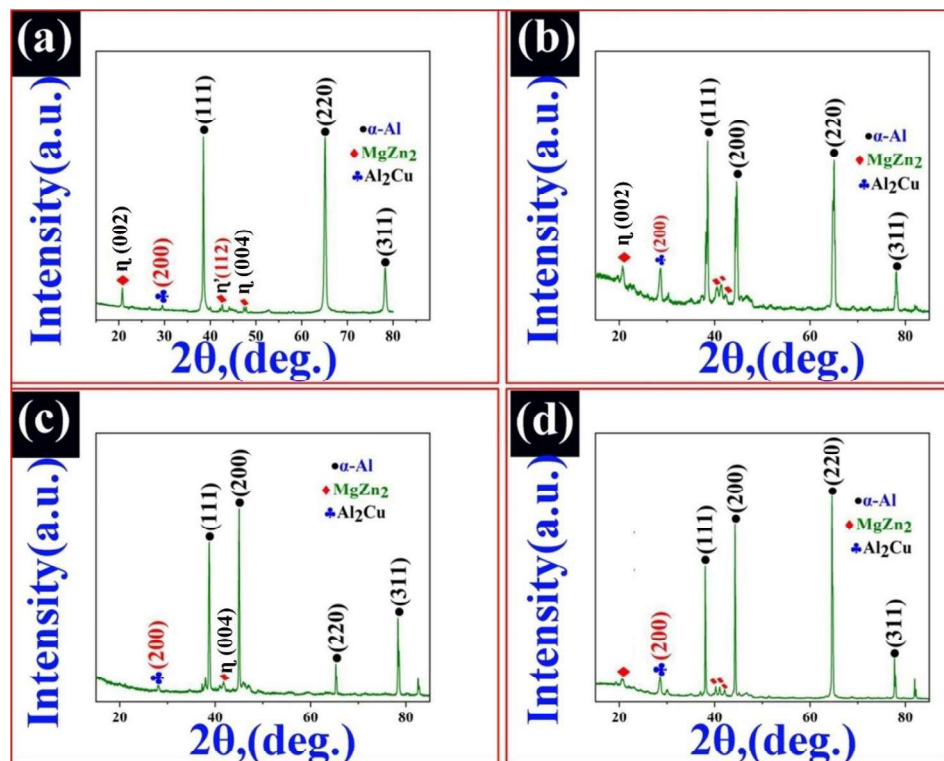 (a)
Intensity(a.u.)
(111)
(220)
●α-Al
♦MgZn2
♣Al2Cu
η (002)
(200)
η'(112)
η (004)
(311)
20 30 40 50 60 70 80
2θ,(deg.)
(b)
Intensity(a.u.)
(111)
(200)
(220)
●α-Al
♦MgZn2
♣Al2Cu
η (002)
(200)
(311)
20 40 60 80
2θ,(deg.)
(c)
Intensity(a.u.)
(111)
(200)
●α-Al
♦MgZn2
♣Al2Cu
(200)
η (004)
(220)
(311)
20 40 60 80
2θ,(deg.)
(d)
Intensity(a.u.)
(111)
(200)
(220)
●α-Al
♦MgZn2
♣Al2Cu
(200)
(311)
20 40 60 80
2θ,(deg.)